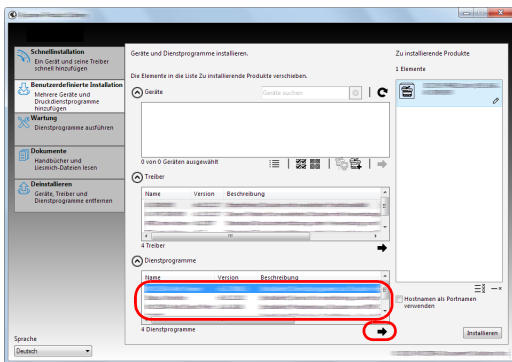 Schnellinstallation
Ein Gerät und seine Treiber
schnell hinzufügen
Benutzerdefinierte Installation
Mehrere Geräte und
Druckdienstprogramme
hinzufügen
Wartung
Dienstprogramme ausführen
Dokumente
Handbücher und
Liesmich-Dateien lesen
Deinstallieren
Geräte, Treiber und
Dienstprogramme entfernen
Sprache
Deutsch
Geräte und Dienstprogramme installieren.
Die Elemente in die Liste Zu installierende Produkte verschieben.
Geräte
Geräte suchen
0 von 0 Geräten ausgewählt
Treiber
Name Version Beschreibung
4 Treiber
Dienstprogramme
Name Version Beschreibung
4 Dienstprogramme
Zu installierende Produkte
1 Elemente
Hostnamen als Portnamen
verwenden
Installieren